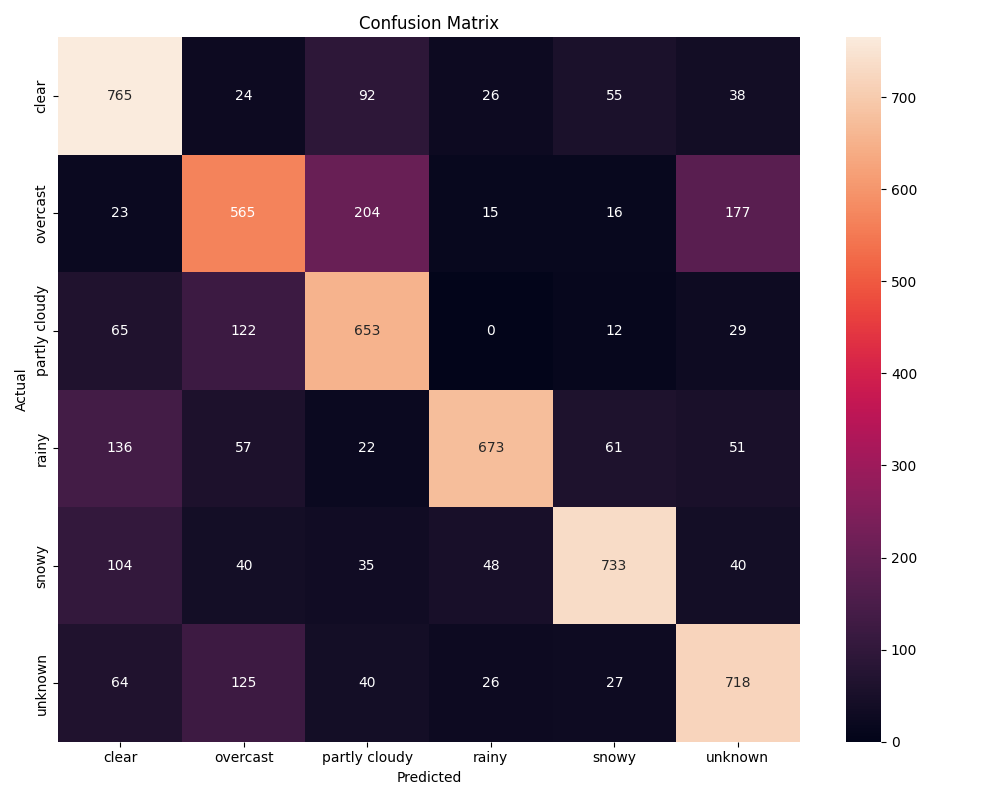 Confusion Matrix
clear 765 24 92 26 55 38
overcast 23 565 204 15 16 177
partly cloudy 65 122 653 0 12 29
rainy 136 57 22 673 61 51
snowy 104 40 35 48 733 40
unknown 64 125 40 26 27 718
clear overcast partly cloudy rainy snowy unknown
Predicted
Actual
700
600
500
400
300
200
100
0